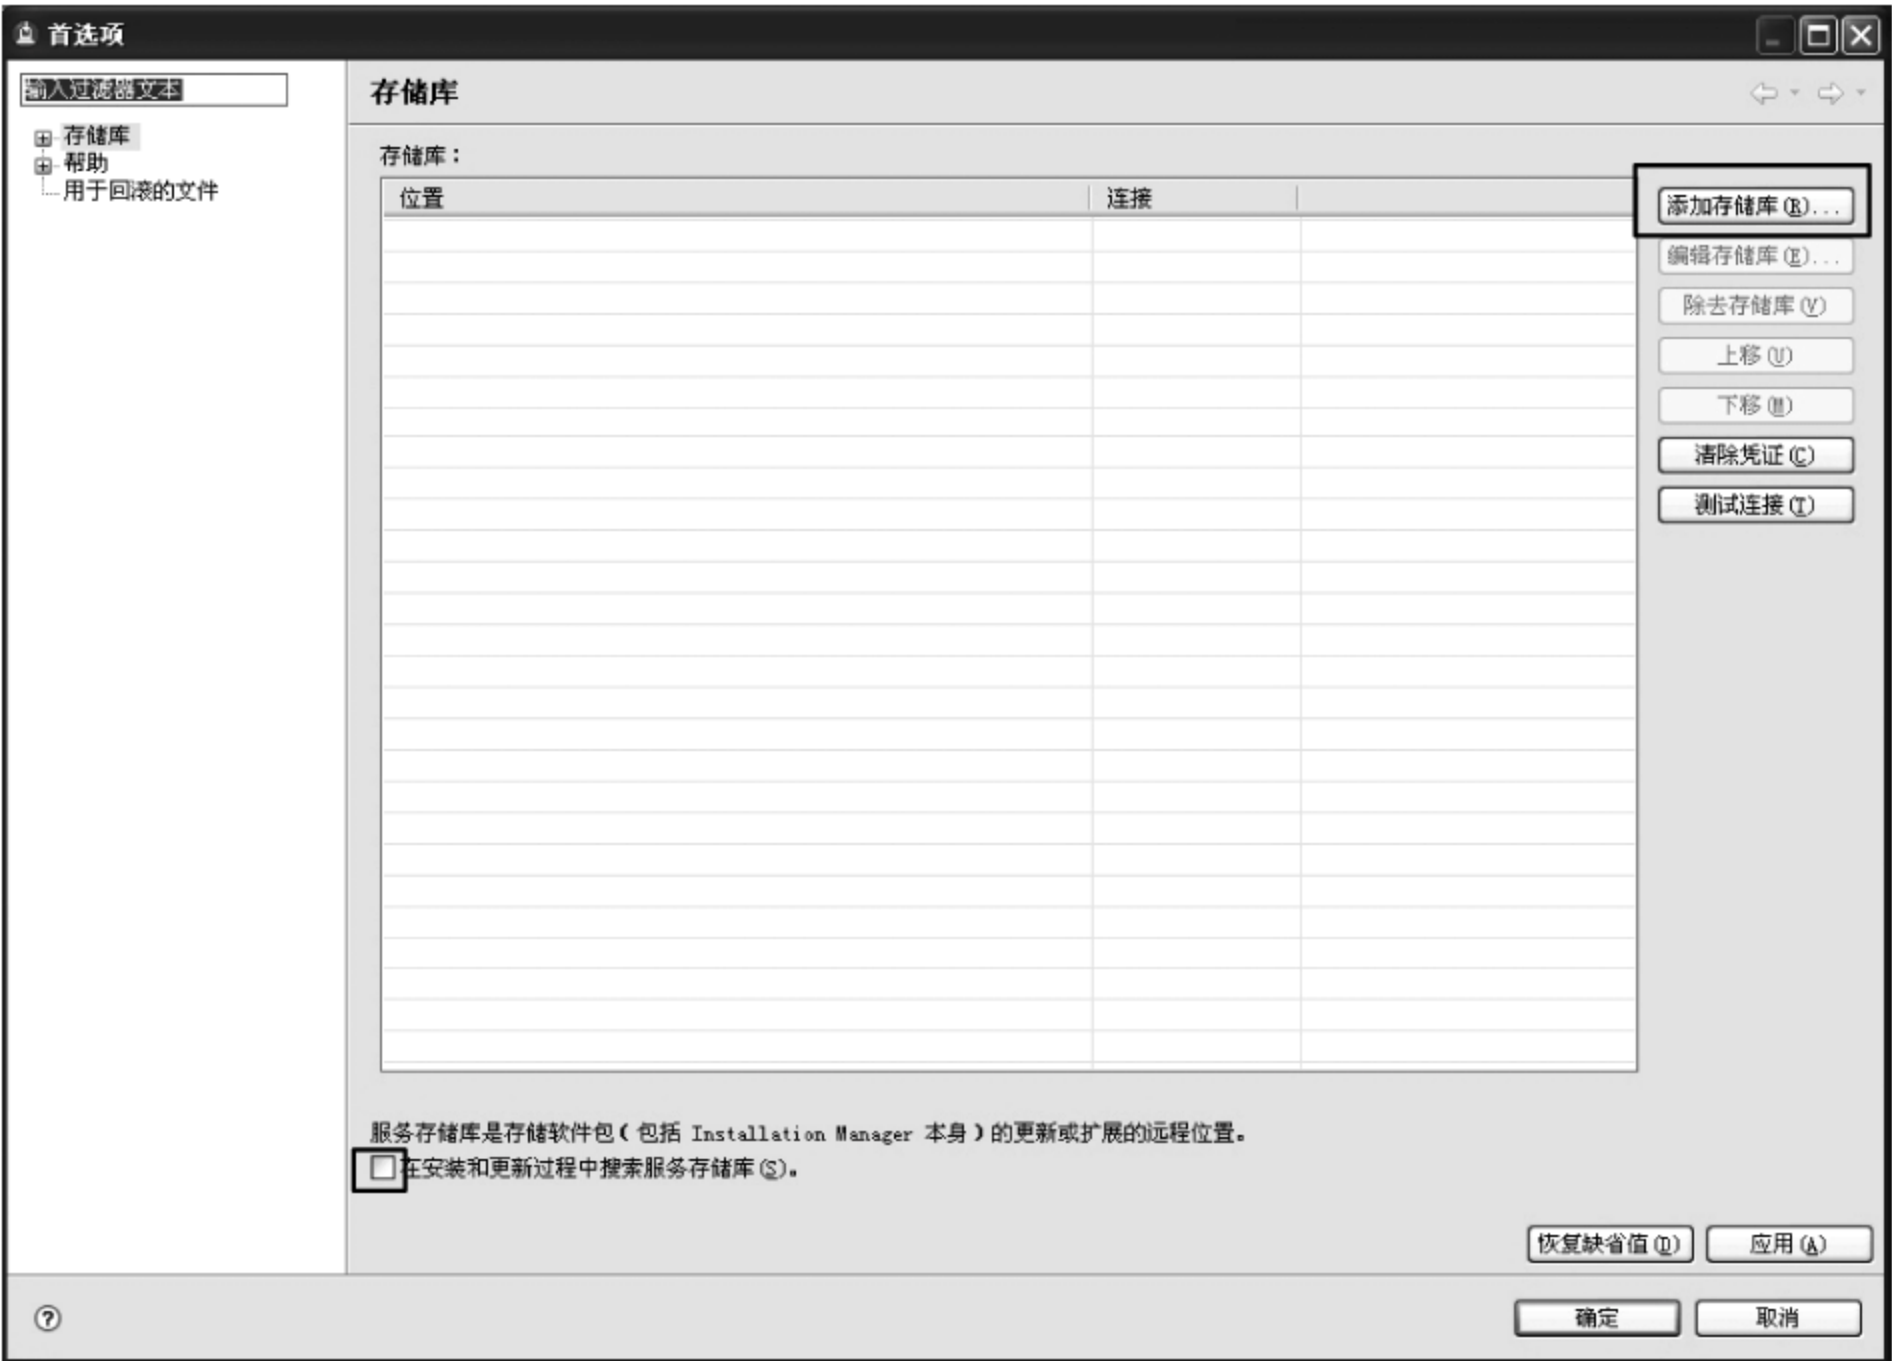 首选项
输入过滤器文本
存储库
帮助
用于回滚的文件
存储库
存储库：
位置 连接
添加存储库(R)...
编辑存储库(E)...
除去存储库(V)
上移(U)
下移(M)
清除凭证(C)
测试连接(T)
服务存储库是存储软件包(包括 Installation Manager 本身)的更新或扩展的远程位置。
在安装和更新过程中搜索服务存储库(S)。
恢复缺省值(D) 应用(A)
?
确定 取消